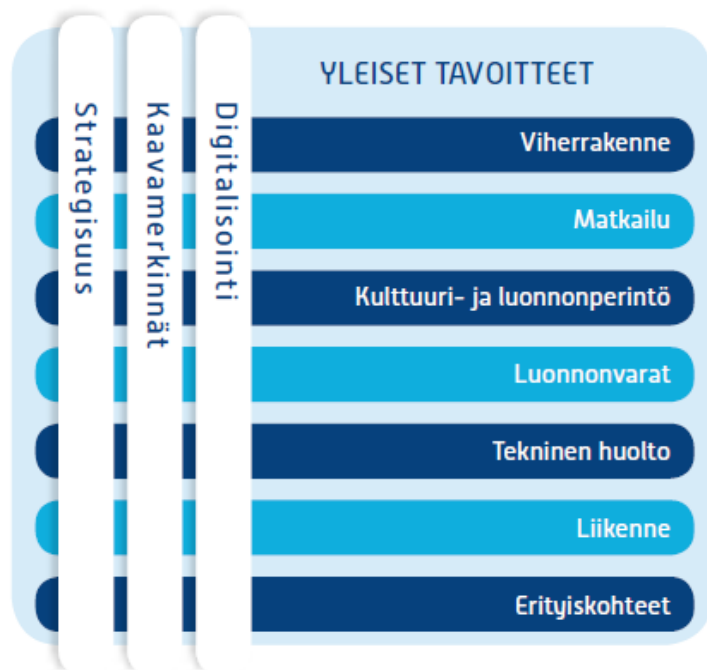 YLEISET TAVOITTEET
Strategisuus
Kaavamerkinnät
Digitalisointi
Viherrakenne
Matkailu
Kulttuuri- ja luonnonperintö
Luonnonvarat
Tekninen huolto
Liikenne
Erityiskohteet